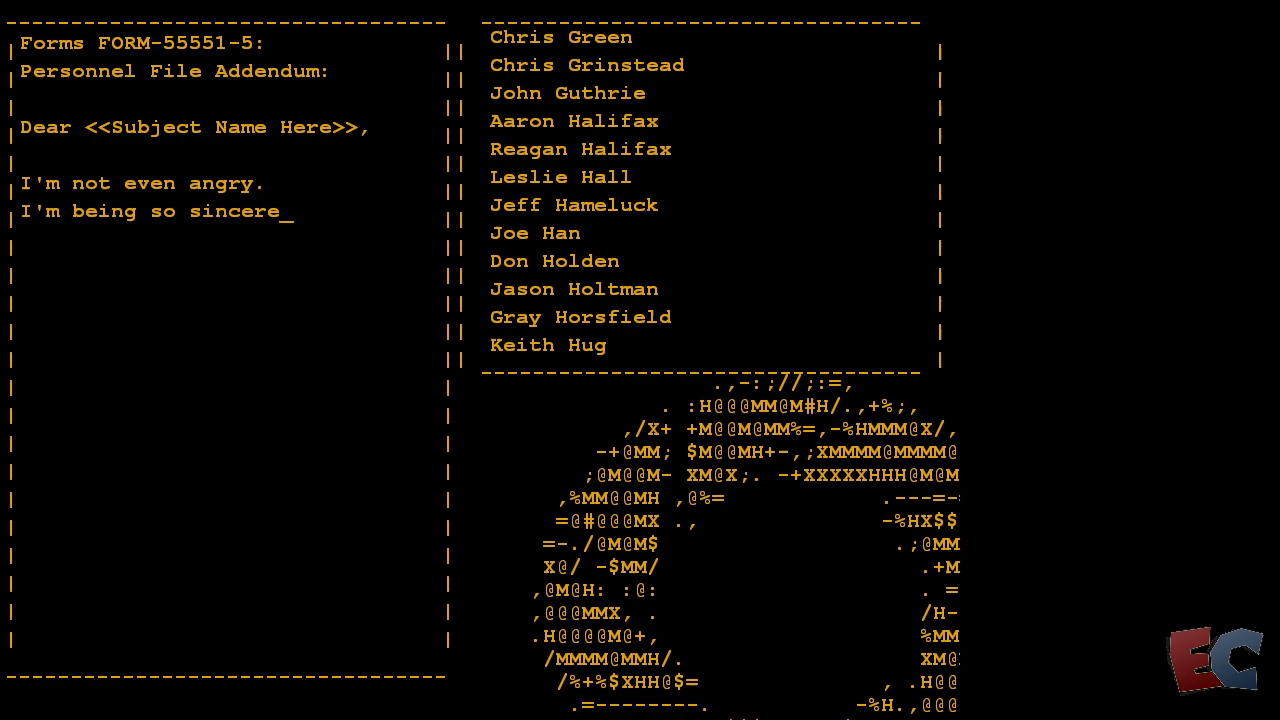 Forms FORM-55551-5:
Personnel File Addendum:
Dear <<Subject Name Here>>,
I'm not even angry.
I'm being so sincere_
Chris Green
Chris Grinstead
John Guthrie
Aaron Halifax
Reagan Halifax
Leslie Hall
Jeff Hameluck
Joe Han
Don Holden
Jason Holtman
Gray Horsfield
Keith Hug
EC